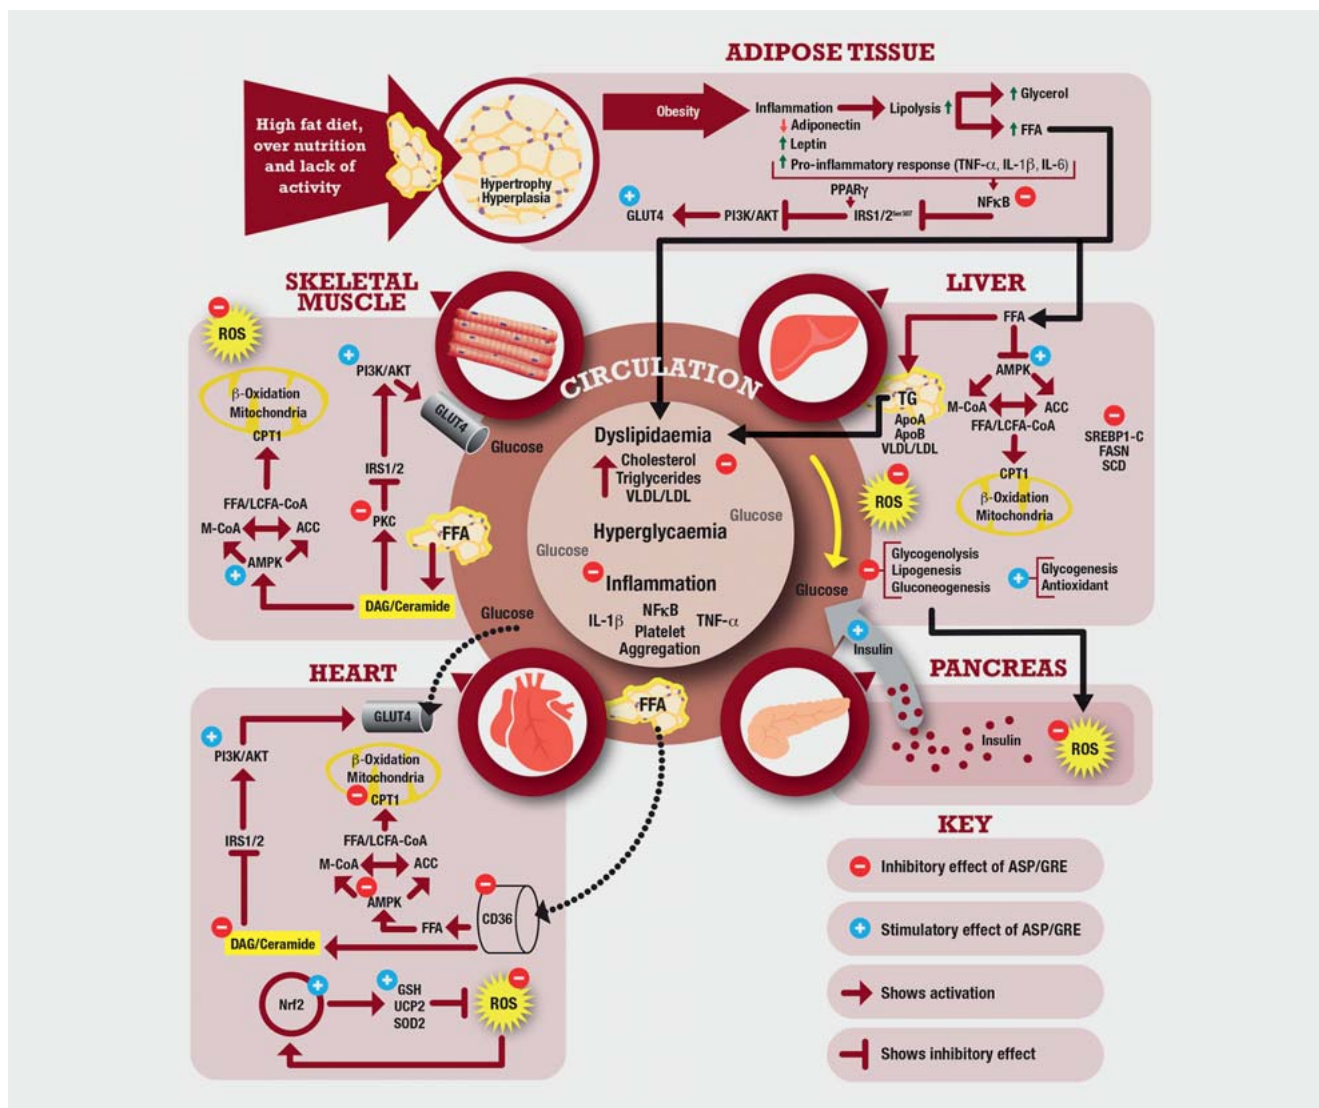 ADIPOSE TISSUE
High fat diet,
over nutrition
and lack of
activity
Hypertrophy
Hyperplasia
Obesity
Inflammation
Lipolysis
Glycerol
FFA
Adiponectin
Leptin
Pro-inflammatory response (TNF-α, IL-1β, IL-6)
PPARγ
NFκB
GLUT4
PI3K/AKT
IRS1/2Ser307
SKELETAL
MUSCLE
ROS
β-Oxidation
Mitochondria
CPT1
FFA/LCFA-CoA
M-CoA
ACC
AMPK
PI3K/AKT
GLUT4
IRS1/2
PKC
FFA
DAG/Ceramide
Glucose
Glucose
CIRCULATION
Dyslipidaemia
Cholesterol
Triglycerides
VLDL/LDL
Glucose
Hyperglycaemia
Glucose
Inflammation
IL-1β
NFκB
TNF-α
Platelet
Aggregation
FFA
LIVER
FFA
AMPK
TG
ApoA
ApoB
VLDL/LDL
M-CoA
ACC
FFA/LCFA-CoA
CPT1
β-Oxidation
Mitochondria
SREBP1-C
FASN
SCD
ROS
Glycogenolysis
Lipogenesis
Gluconeogenesis
Glycogenesis
Antioxidant
Glucose
Insulin
PANCREAS
Insulin
ROS
HEART
GLUT4
PI3K/AKT
β-Oxidation
Mitochondria
CPT1
IRS1/2
FFA/LCFA-CoA
M-CoA
ACC
AMPK
FFA
CD36
DAG/Ceramide
Nrf2
GSH
UCP2
SOD2
ROS
KEY
Inhibitory effect of ASP/GRE
Stimulatory effect of ASP/GRE
Shows activation
Shows inhibitory effect